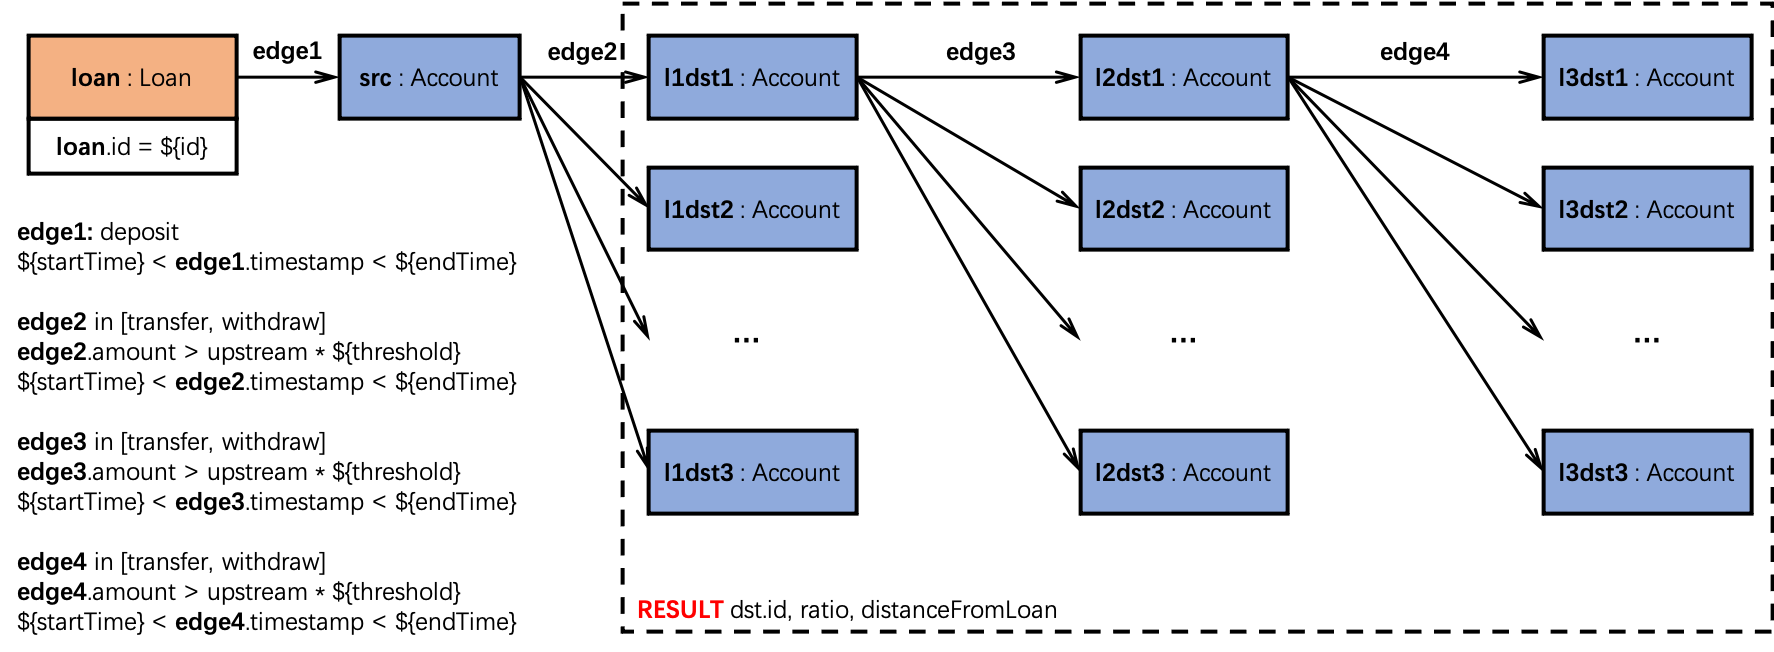 edge1
edge2
edge3
edge4
loan : Loan
src : Account
l1dst1 : Account
l2dst1 : Account
l3dst1 : Account
loan.id = ${id}
l1dst2 : Account
l2dst2 : Account
l3dst2 : Account
edge1: deposit
${startTime} < edge1.timestamp < ${endTime}
edge2 in [transfer, withdraw]
edge2.amount > upstream * ${threshold}
${startTime} < edge2.timestamp < ${endTime}
...
...
...
edge3 in [transfer, withdraw]
edge3.amount > upstream * ${threshold}
${startTime} < edge3.timestamp < ${endTime}
l1dst3 : Account
l2dst3 : Account
l3dst3 : Account
edge4 in [transfer, withdraw]
edge4.amount > upstream * ${threshold}
${startTime} < edge4.timestamp < ${endTime}
RESULT dst.id, ratio, distanceFromLoan